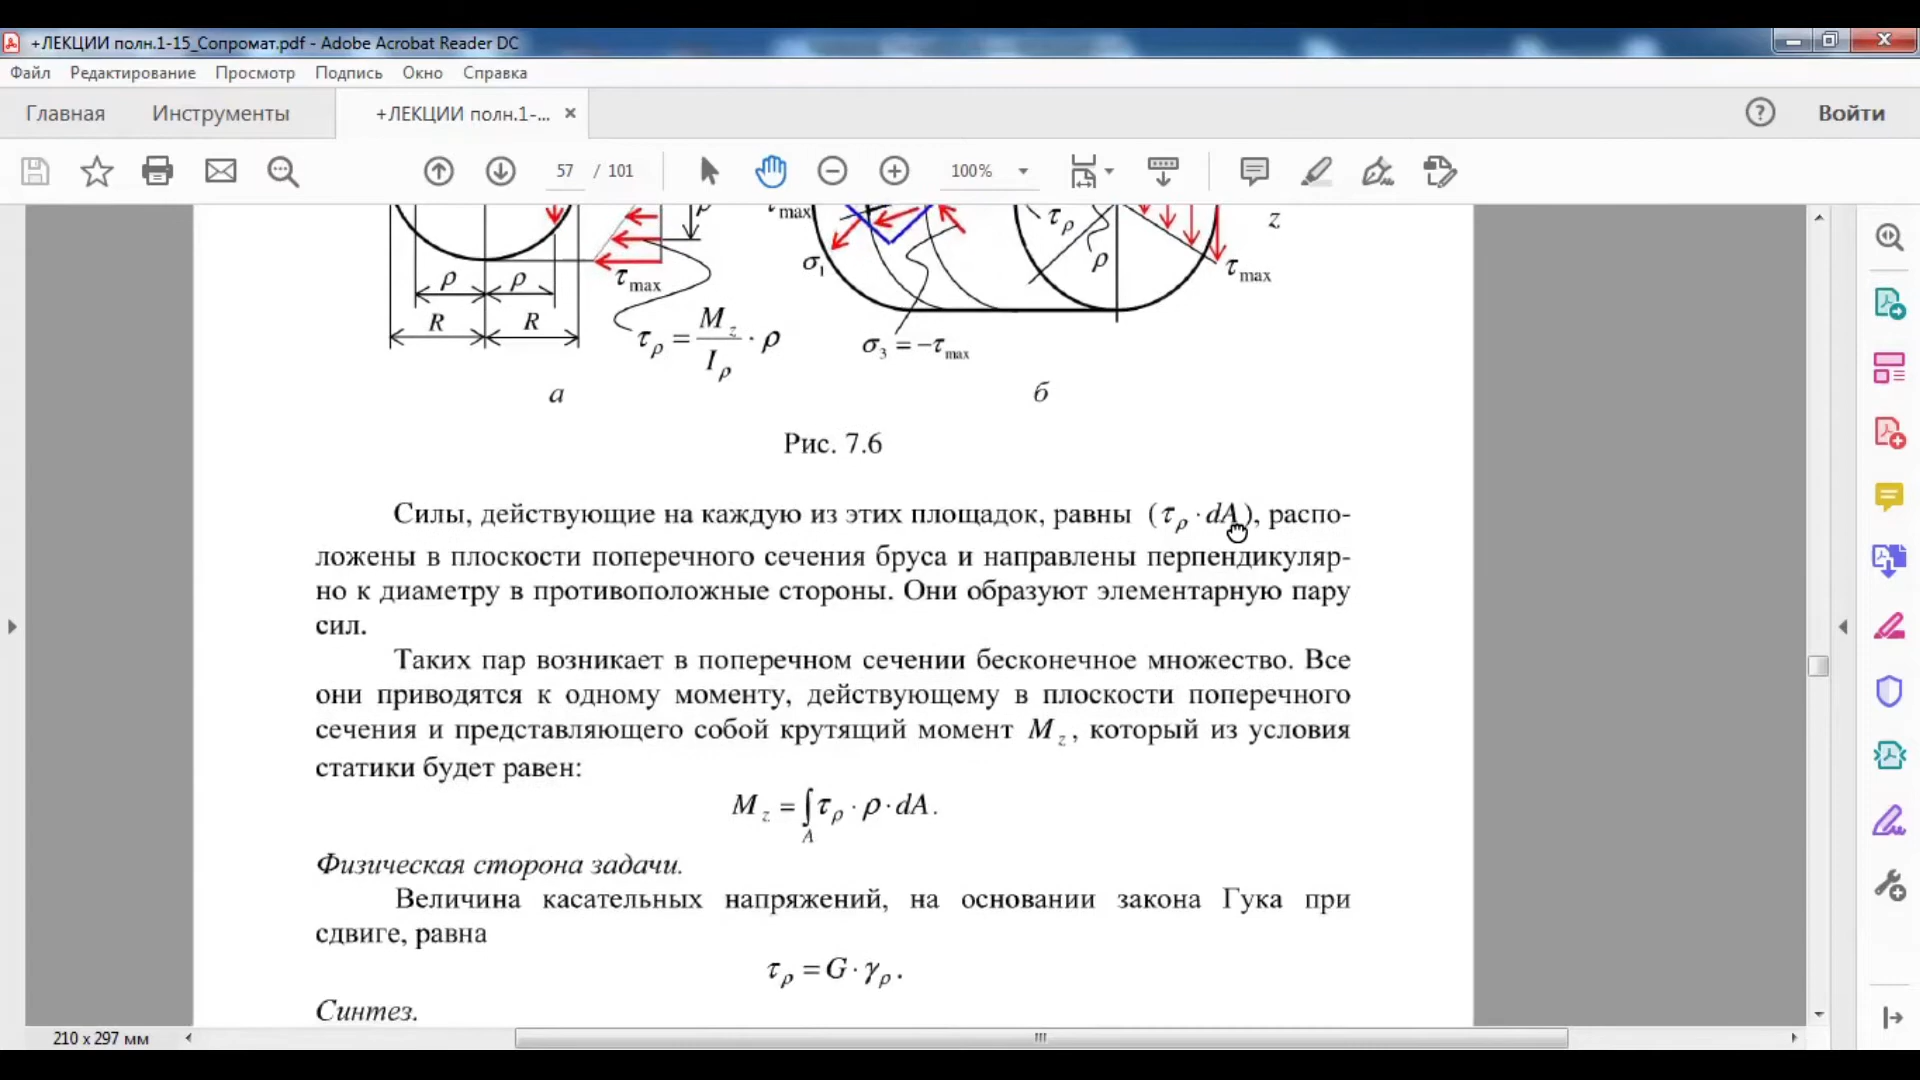 +ЛЕКЦИИ полн.1-15_Сопромат.pdf - Adobe Acrobat Reader DC
Файл Редактирование Просмотр Подпись Окно Справка
Главная Инструменты +ЛЕКЦИИ полн.1-... × ? Войти
57 / 101 100%
τmax τρ z
σ1 ρ τmax
ρ ρ τmax
R R
τρ = Mz / Iρ · ρ
σ3 = −τmax
а б
Рис. 7.6
Силы, действующие на каждую из этих площадок, равны (τρ · dA), распо-
ложены в плоскости поперечного сечения бруса и направлены перпендикуляр-
но к диаметру в противоположные стороны. Они образуют элементарную пару
сил.
Таких пар возникает в поперечном сечении бесконечное множество. Все
они приводятся к одному моменту, действующему в плоскости поперечного
сечения и представляющего собой крутящий момент Mz, который из условия
статики будет равен:
Mz = ∫A τρ · ρ · dA.
Физическая сторона задачи.
Величина касательных напряжений, на основании закона Гука при
сдвиге, равна
τρ = G · γρ.
Синтез.
210 x 297 мм